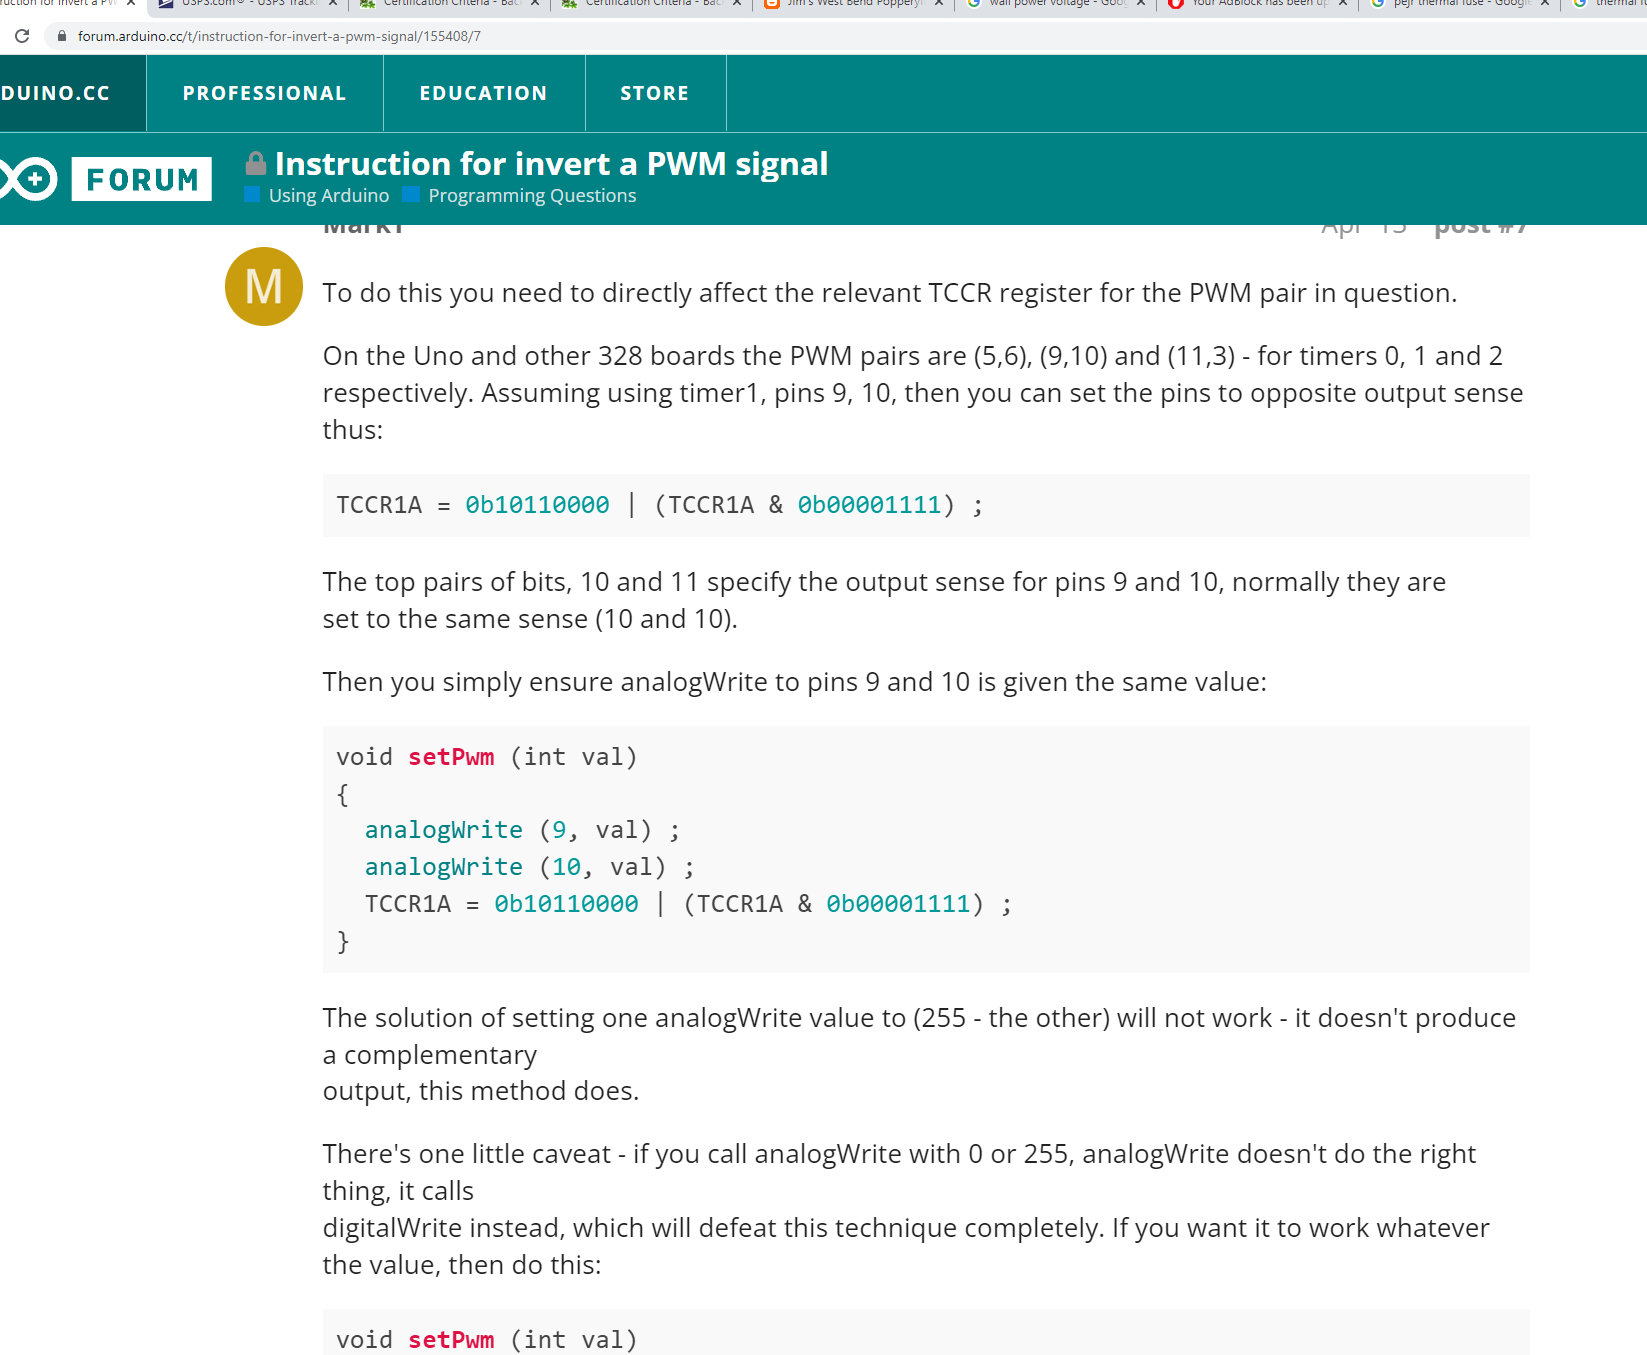 USPS.com® - USPS Track
Certification Criteria - Bac
Certification Criteria - Bac
Jim's West Bend Poppery
wall power voltage - Goog
Your AdBlock has been up
pejr thermal fuse - Google
thermal
forum.arduino.cc/t/instruction-for-invert-a-pwm-signal/155408/7
DUINO.CC
PROFESSIONAL
EDUCATION
STORE
FORUM
Instruction for invert a PWM signal
Using Arduino
Programming Questions
MarkT
post #7
M
To do this you need to directly affect the relevant TCCR register for the PWM pair in question.
On the Uno and other 328 boards the PWM pairs are (5,6), (9,10) and (11,3) - for timers 0, 1 and 2
respectively. Assuming using timer1, pins 9, 10, then you can set the pins to opposite output sense
thus:
TCCR1A = 0b10110000 | (TCCR1A & 0b00001111) ;
The top pairs of bits, 10 and 11 specify the output sense for pins 9 and 10, normally they are
set to the same sense (10 and 10).
Then you simply ensure analogWrite to pins 9 and 10 is given the same value:
void setPwm (int val)
{
analogWrite (9, val) ;
analogWrite (10, val) ;
TCCR1A = 0b10110000 | (TCCR1A & 0b00001111) ;
}
The solution of setting one analogWrite value to (255 - the other) will not work - it doesn't produce
a complementary
output, this method does.
There's one little caveat - if you call analogWrite with 0 or 255, analogWrite doesn't do the right
thing, it calls
digitalWrite instead, which will defeat this technique completely. If you want it to work whatever
the value, then do this:
void setPwm (int val)